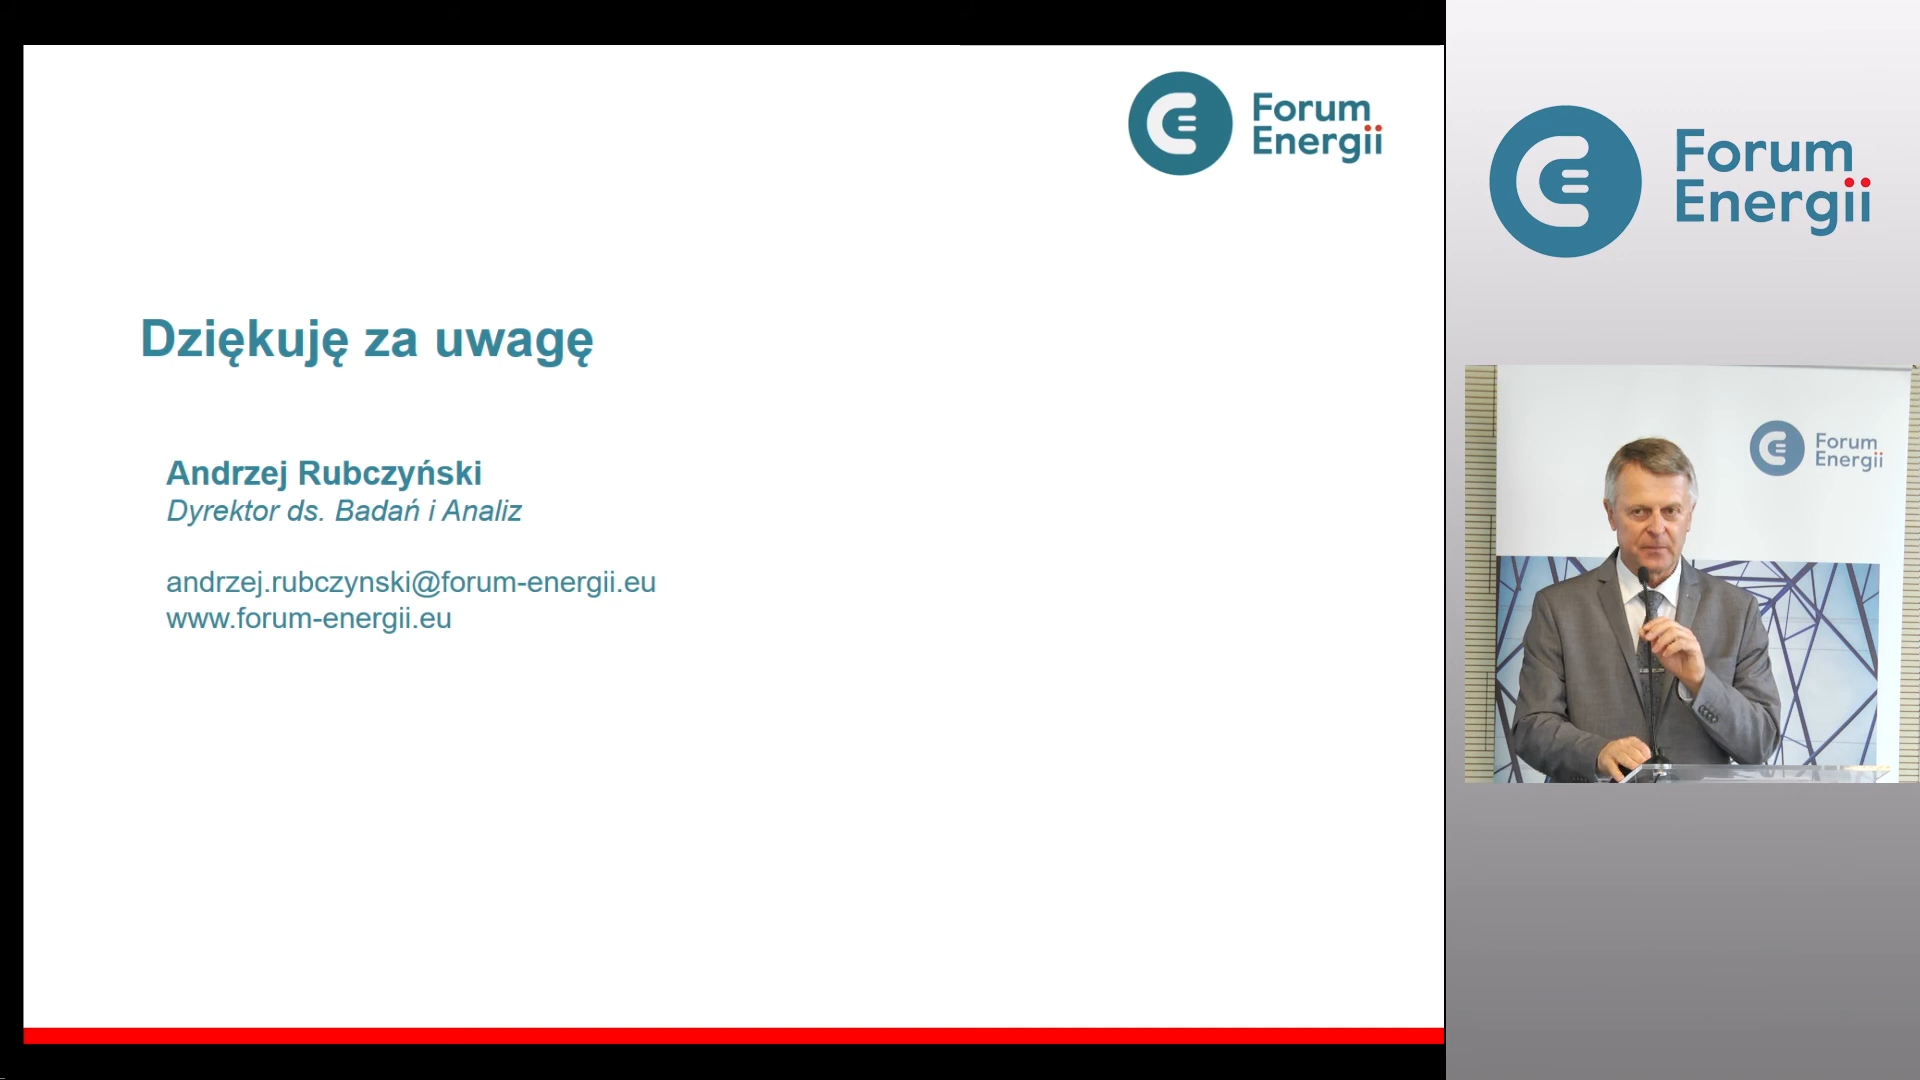 Forum
Energii
Dziękuję za uwagę
Andrzej Rubczyński
Dyrektor ds. Badań i Analiz
andrzej.rubczynski@forum-energii.eu
www.forum-energii.eu
Forum
Energii
Forum
Energii